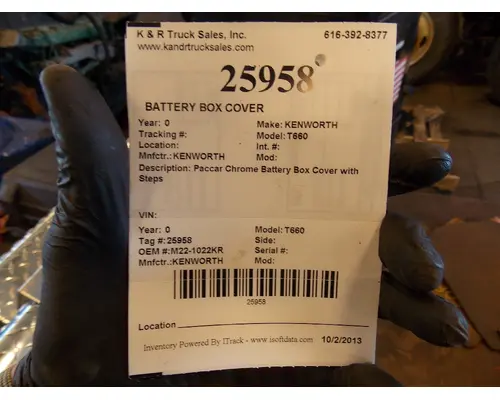 K & R Truck Sales, Inc. 616-392-8377
www.kandrtrucksales.com
25958
BATTERY BOX COVER
Year: 0 Make: KENWORTH
Tracking #: Model: T660
Location: Int. #:
Mnfctr.: KENWORTH Mod:
Description: Paccar Chrome Battery Box Cover with
Steps
VIN:
Year: 0 Model: T660
Tag #: 25958 Side:
OEM #: M22-1022KR Serial #:
Mnfctr.: KENWORTH Mod:
25958
Location
Inventory Powered By ITrack - www.isoftdata.com 10/2/2013